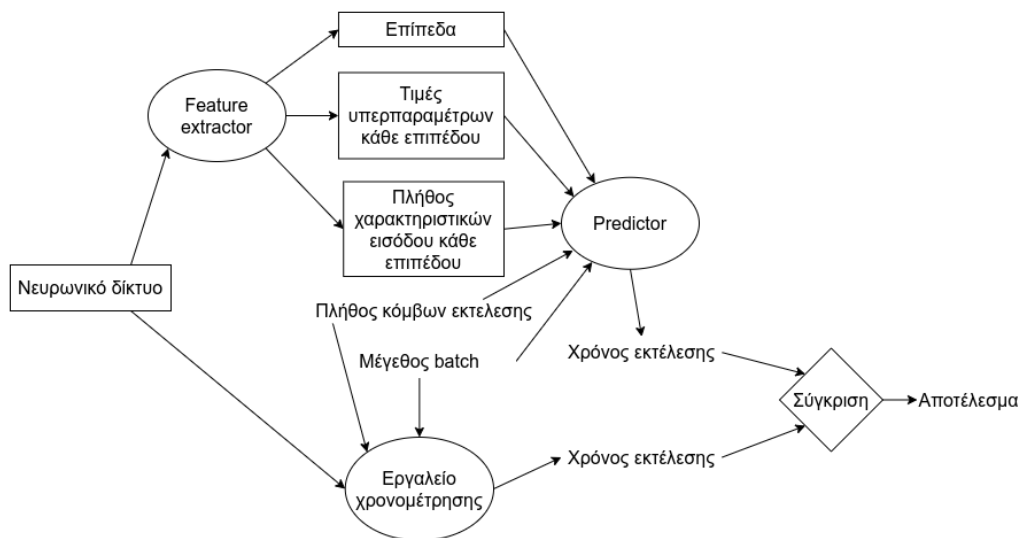 Επίπεδα
Feature
extractor
Τιμές
υπερπαραμέτρων
κάθε επιπέδου
Πλήθος
χαρακτηριστικών
εισόδου κάθε
επιπέδου
Predictor
Νευρωνικό δίκτυο
Πλήθος κόμβων εκτελεσης
Μέγεθος batch
Χρόνος εκτέλεσης
Σύγκριση
Αποτέλεσμα
Εργαλείο
χρονομέτρησης
Χρόνος εκτέλεσης